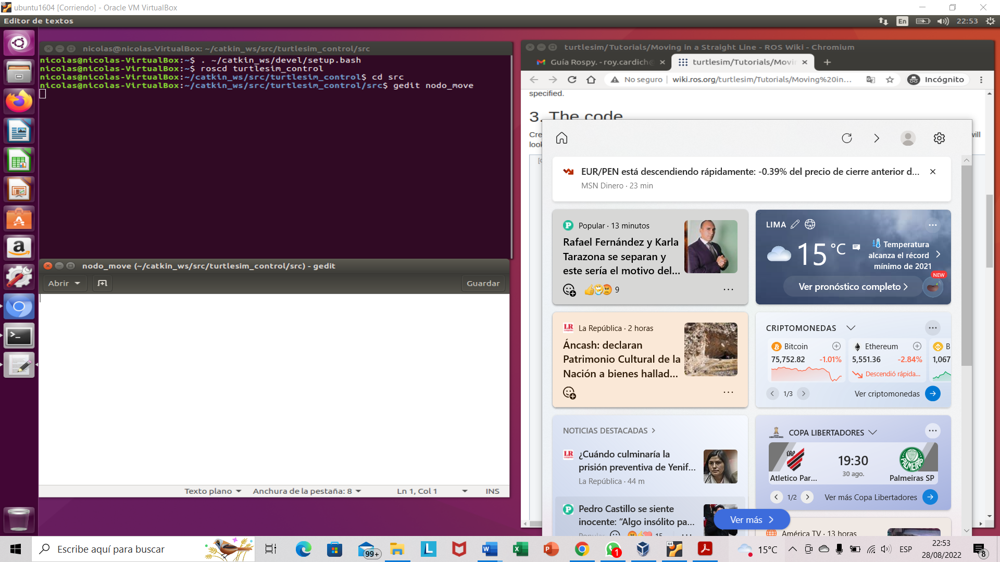 ubuntu1604 [Corriendo] - Oracle VM VirtualBox
Editor de textos
En
22:53
nicolas@nicolas-VirtualBox: ~/catkin_ws/src/turtlesim_control/src
nicolas@nicolas-VirtualBox:~$ . ~/catkin_ws/devel/setup.bash
nicolas@nicolas-VirtualBox:~$ roscd turtlesim_control
nicolas@nicolas-VirtualBox:~/catkin_ws/src/turtlesim_control$ cd src
nicolas@nicolas-VirtualBox:~/catkin_ws/src/turtlesim_control/src$ gedit nodo_move
nodo_move (~/catkin_ws/src/turtlesim_control/src) - gedit
Abrir
Guardar
Texto plano
Anchura de la pestaña: 8
Ln 1, Col 1
INS
turtlesim/Tutorials/Moving in a Straight Line - ROS Wiki - Chromium
Guía Rospy. - roy.cardich@
turtlesim/Tutorials/Movin
No seguro
wiki.ros.org/turtlesim/Tutorials/Moving%20in...
Incógnito
specified.
3. The code
Cre
will
look
EUR/PEN está descendiendo rápidamente: -0.39% del precio de cierre anterior d...
MSN Dinero · 23 min
Popular · 13 minutos
Rafael Fernández y Karla
Tarazona se separan y
este sería el motivo del...
9
LIMA
15 °C
Temperatura
alcanza el récord
mínimo de 2021
NEW
Ver pronóstico completo
LR
La República · 2 horas
Áncash: declaran
Patrimonio Cultural de la
Nación a bienes hallad...
CRIPTOMONEDAS
Bitcoin
75,752.82
-1.01%
Ethereum
5,551.36
-2.84%
Descendió rápida...
B
1,067
1/3
Ver criptomonedas
NOTICIAS DESTACADAS
LR
¿Cuándo culminaría la
prisión preventiva de Yenif...
La República · 44 m
Pedro Castillo se siente
inocente: “Algo insólito pa...
Popular
15
COPA LIBERTADORES
CAP
Atletico Par...
19:30
30 ago.
PALMEIRAS
Palmeiras SP
1/2
Ver más Copa Libertadores
Ver más
América TV · 13 horas
Escribe aquí para buscar
99+
L
W
X
P
1
64
15°C
ESP
22:53
28/08/2022
8